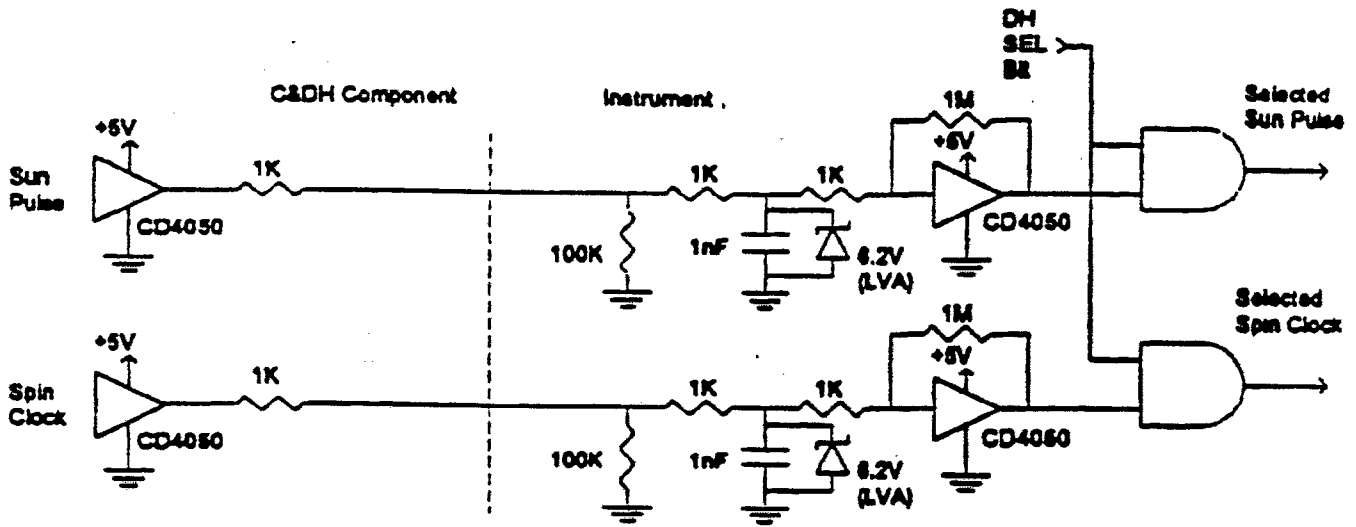 DH
SEL
Bit
C&DH Component
Instrument
Selected
Sun Pulse
+5V
1K
1K
1K
1M
+5V
Sun
Pulse
CD4050
100K
1nF
6.2V
(LVA)
CD4050
Selected
Spin Clock
+5V
1K
1K
1K
1M
+5V
Spin
Clock
CD4050
100K
1nF
6.2V
(LVA)
CD4050